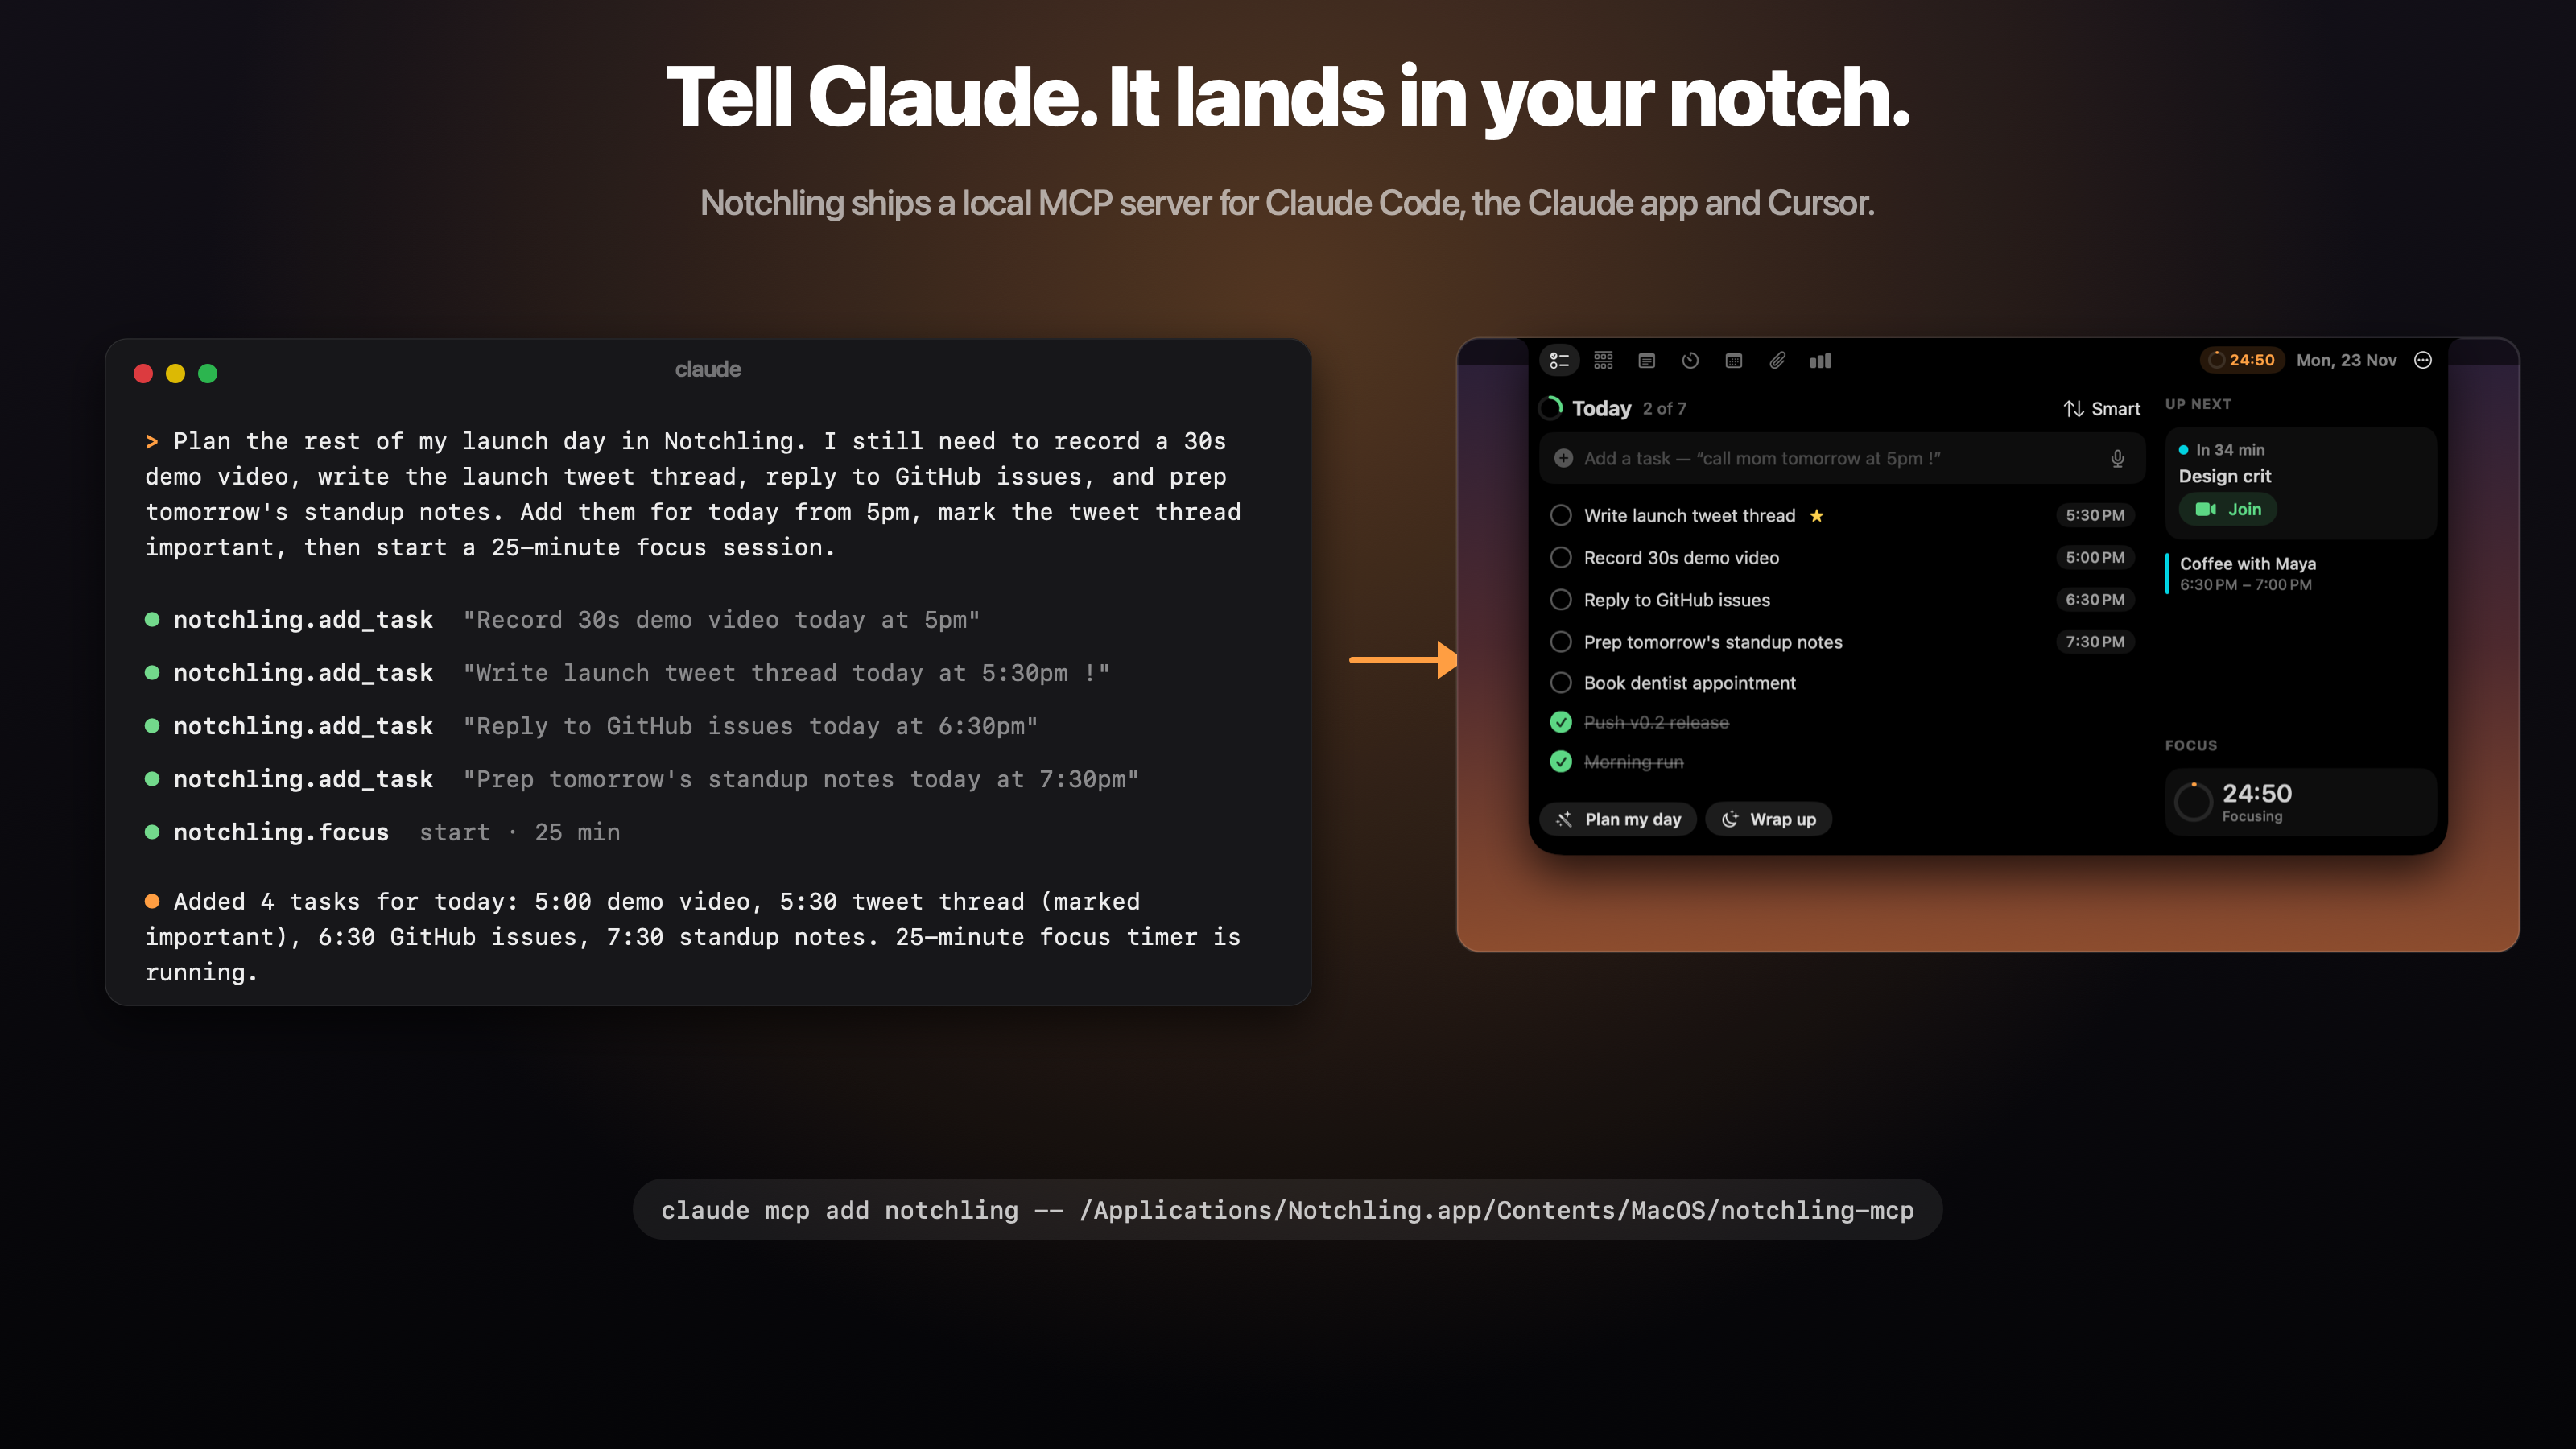 Tell Claude. It lands in your notch.
Notchling ships a local MCP server for Claude Code, the Claude app and Cursor.
claude
> Plan the rest of my launch day in Notchling. I still need to record a 30s
demo video, write the launch tweet thread, reply to GitHub issues, and prep
tomorrow's standup notes. Add them for today from 5pm, mark the tweet thread
important, then start a 25-minute focus session.
notchling.add_task "Record 30s demo video today at 5pm"
notchling.add_task "Write launch tweet thread today at 5:30pm !"
notchling.add_task "Reply to GitHub issues today at 6:30pm"
notchling.add_task "Prep tomorrow's standup notes today at 7:30pm"
notchling.focus start · 25 min
Added 4 tasks for today: 5:00 demo video, 5:30 tweet thread (marked
important), 6:30 GitHub issues, 7:30 standup notes. 25-minute focus timer is
running.
24:50 Mon, 23 Nov
Today 2 of 7 Smart
Add a task — “call mom tomorrow at 5pm !”
Write launch tweet thread 5:30 PM
Record 30s demo video 5:00 PM
Reply to GitHub issues 6:30 PM
Prep tomorrow's standup notes 7:30 PM
Book dentist appointment
Push v0.2 release
Morning run
Plan my day Wrap up
UP NEXT
In 34 min
Design crit
Join
Coffee with Maya
6:30 PM – 7:00 PM
FOCUS
24:50
Focusing
claude mcp add notchling -- /Applications/Notchling.app/Contents/MacOS/notchling-mcp